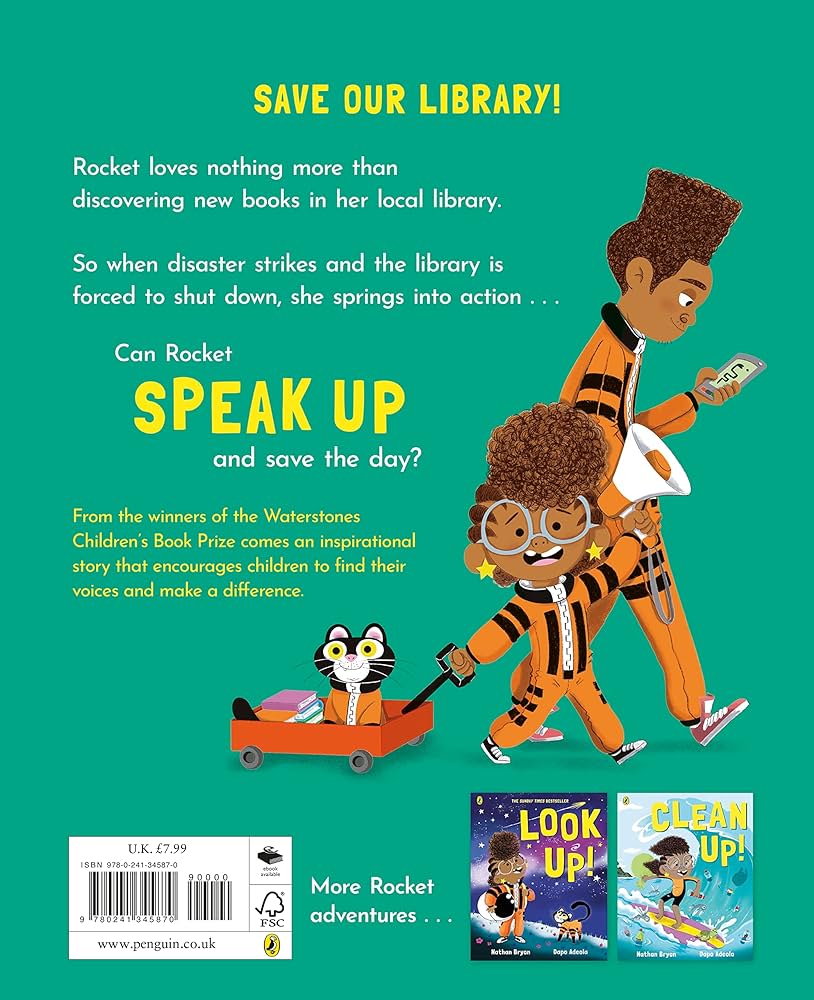 SAVE OUR LIBRARY!
Rocket loves nothing more than
discovering new books in her local library.
So when disaster strikes and the library is
forced to shut down, she springs into action . . .
Can Rocket
SPEAK UP
and save the day?
From the winners of the Waterstones
Children’s Book Prize comes an inspirational
story that encourages children to find their
voices and make a difference.
U.K. £7.99
ISBN 978-0-241-34587-0
90000
9 780241 345870
www.penguin.co.uk
ebook
available
FSC
More Rocket
adventures . . .
THE SUNDAY TIMES BESTSELLER
LOOK
UP!
Nathan Bryon
Dapo Adeola
CLEAN
UP!
Nathan Bryon
Dapo Adeola